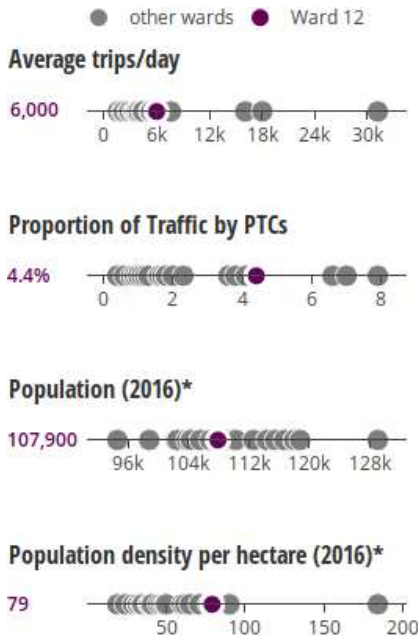 other wards Ward 12
Average trips/day
6,000
0 6k 12k 18k 24k 30k
Proportion of Traffic by PTCs
4.4%
0 2 4 6 8
Population (2016)*
107,900
96k 104k 112k 120k 128k
Population density per hectare (2016)*
79
50 100 150 200